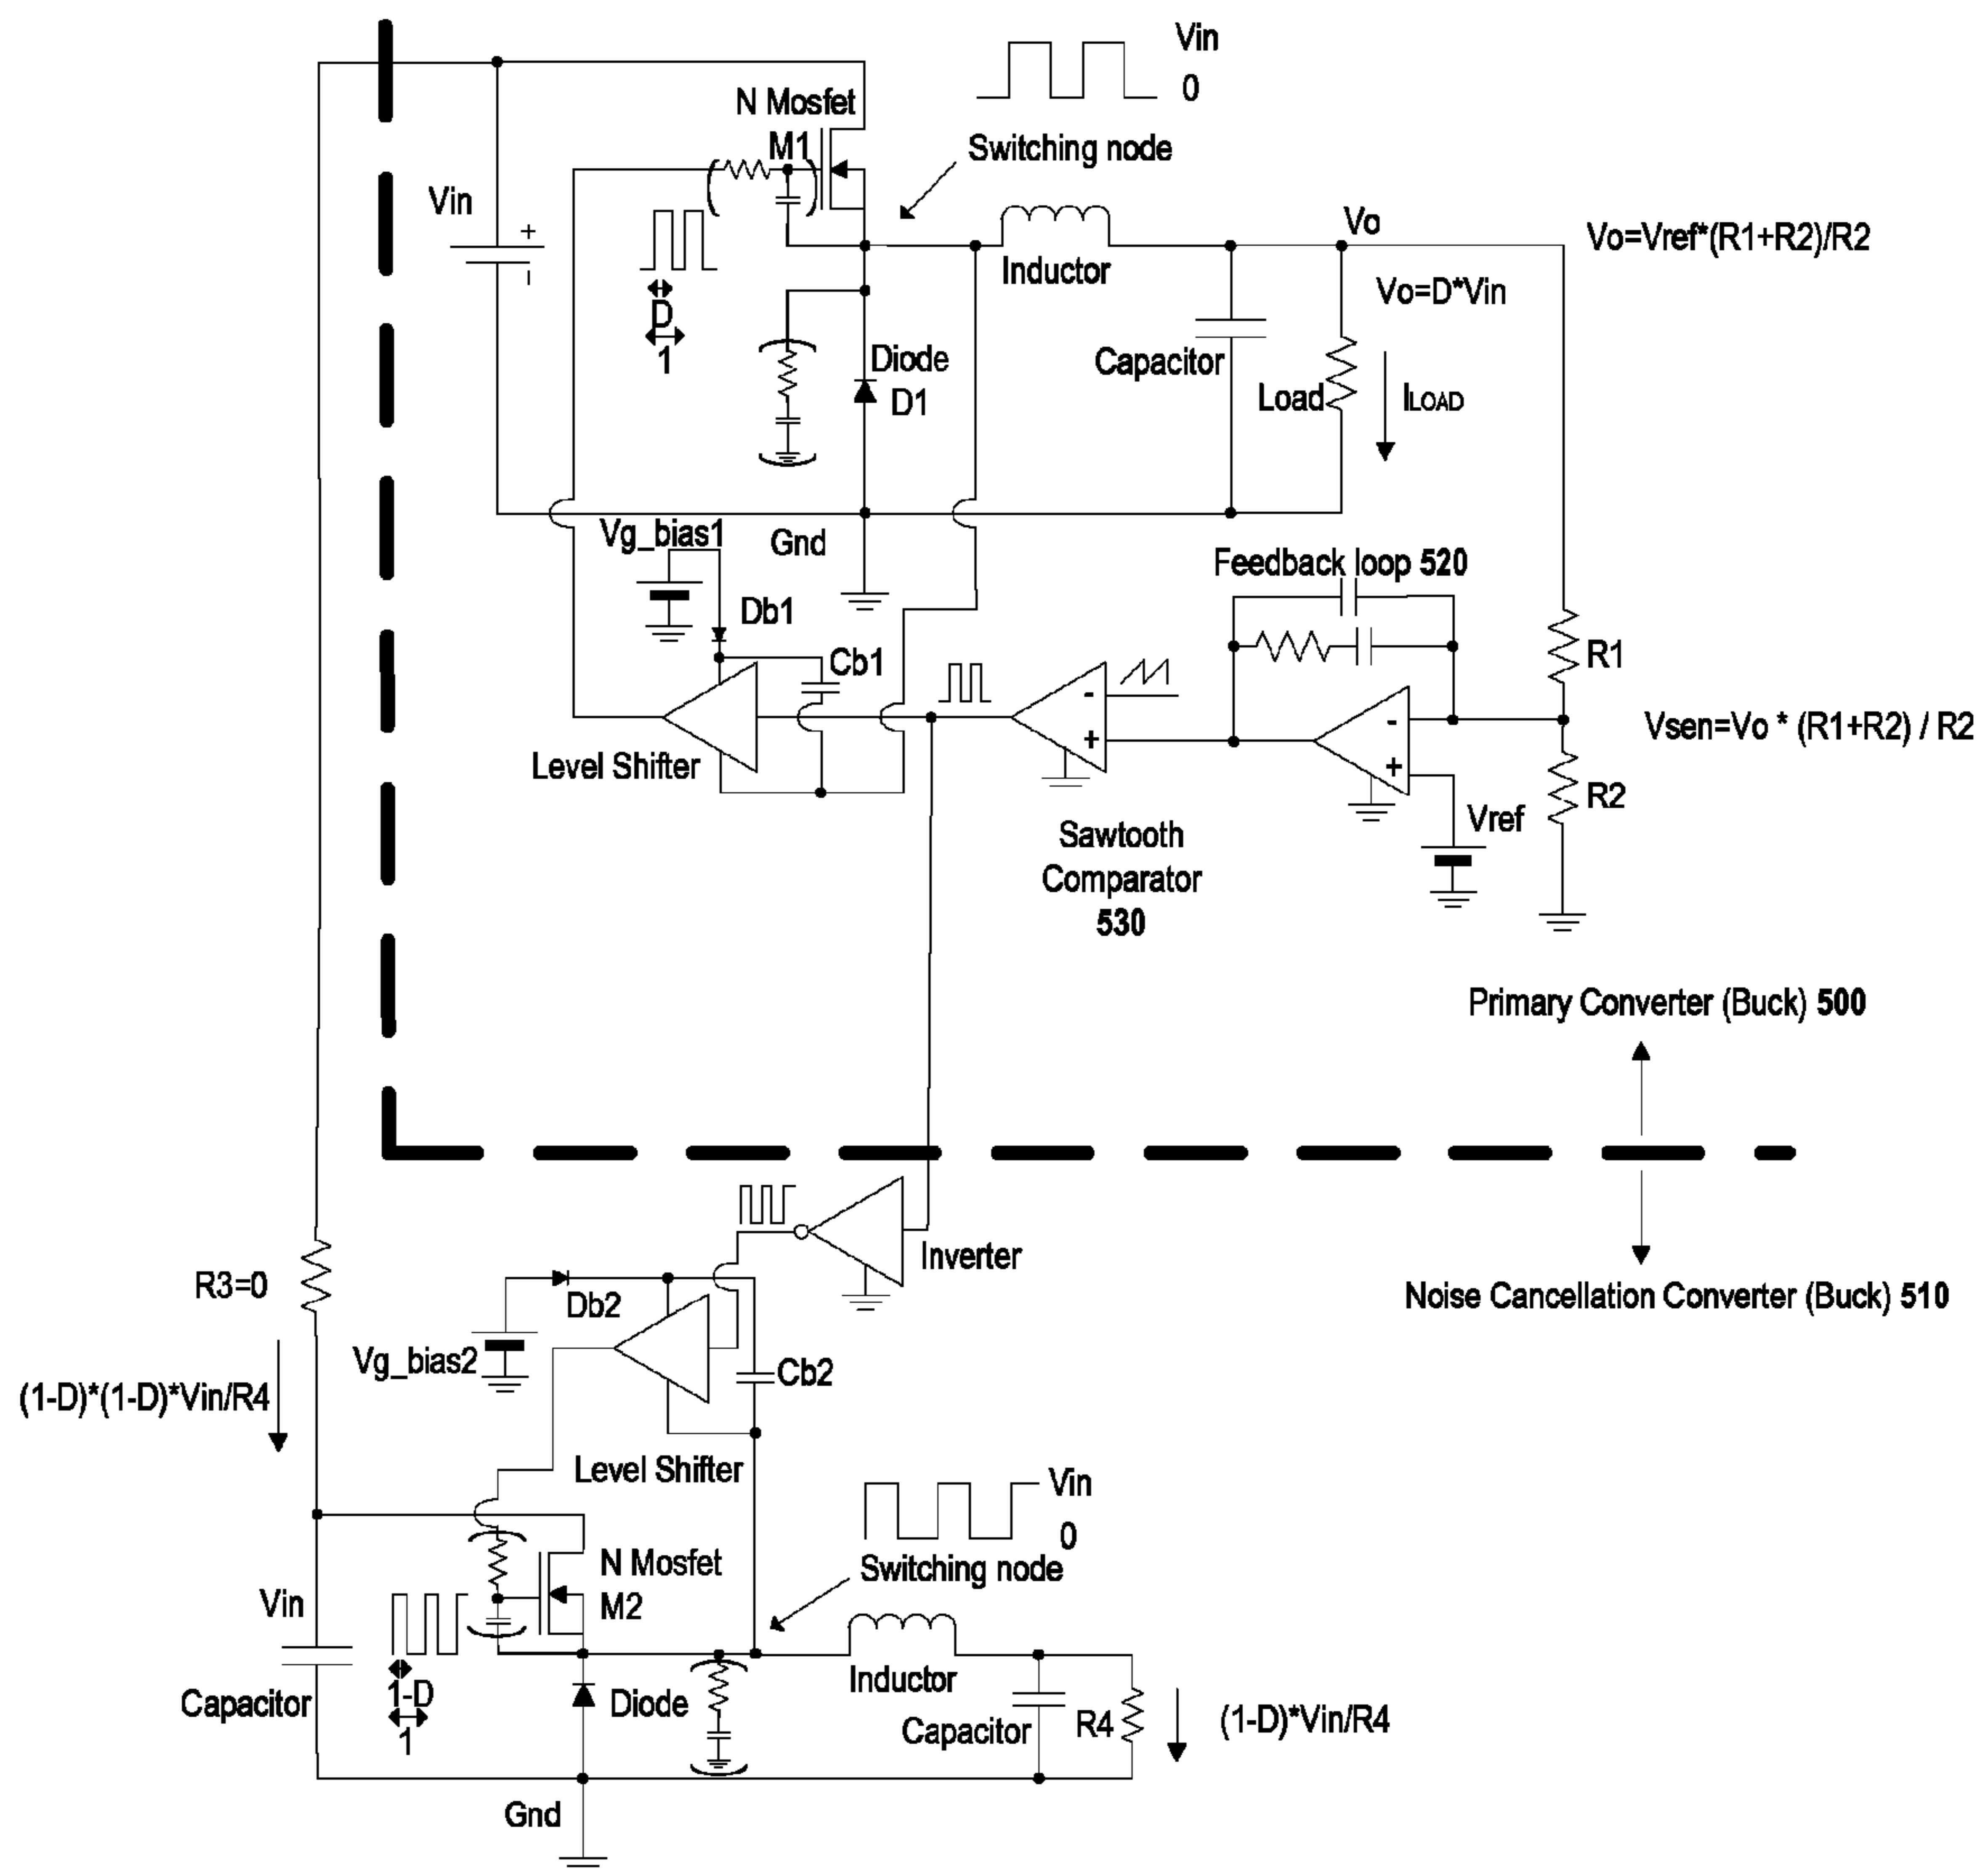 Vin
0
N Mosfet
M1
Switching node
Vin
+
-
D
1
Inductor
Vo
Vo=Vref*(R1+R2)/R2
Vo=D*Vin
Diode
D1
Capacitor
Load
ILOAD
Vg_bias1
Gnd
Feedback loop 520
Db1
Cb1
R1
-
+
-
+
Level Shifter
Vsen=Vo * (R1+R2) / R2
R2
Vref
Sawtooth
Comparator
530
Primary Converter (Buck) 500
Inverter
R3=0
Db2
Noise Cancellation Converter (Buck) 510
Vg_bias2
Cb2
(1-D)*(1-D)*Vin/R4
Level Shifter
Vin
0
Switching node
N Mosfet
M2
Vin
Capacitor
1-D
1
Diode
Inductor
Capacitor
R4
(1-D)*Vin/R4
Gnd